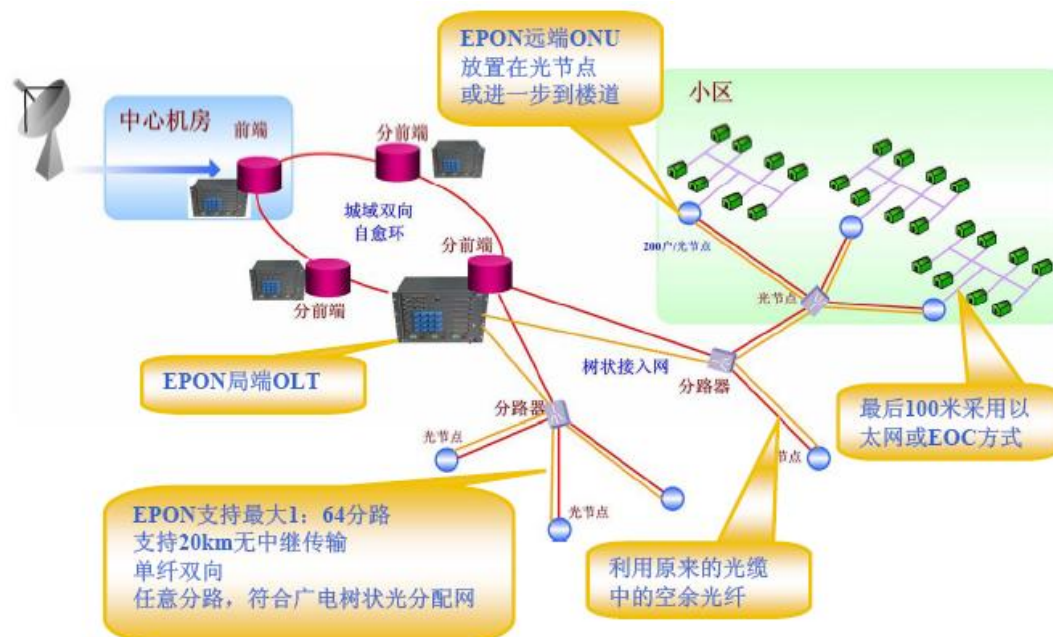 EPON远端ONU
放置在光节点
或进一步到楼道
小区
中心机房
前端
分前端
城域双向
自愈环
分前端
200户/光节点
分前端
光节点
EPON局端OLT
树状接入网
分路器
分路器
最后100米采用以
太网或EOC方式
光节点
节点
EPON支持最大1：64分路
支持20km无中继传输
单纤双向
任意分路，符合广电树状光分配网
光节点
利用原来的光缆
中的空余光纤